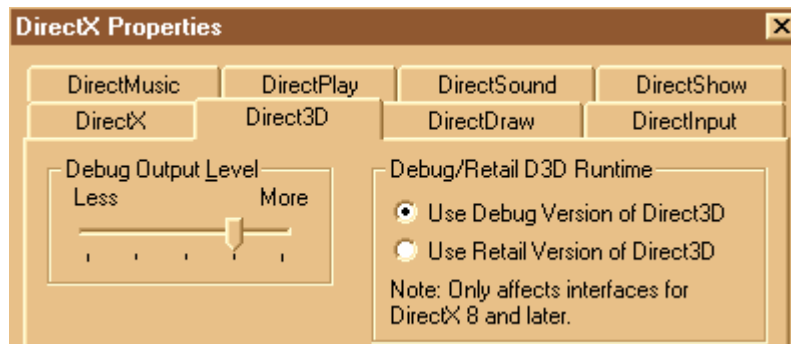 DirectX Properties
DirectMusic
DirectPlay
DirectSound
DirectShow
DirectX
Direct3D
DirectDraw
DirectInput
Debug Output Level
Less
More
Debug/Retail D3D Runtime
Use Debug Version of Direct3D
Use Retail Version of Direct3D
Note: Only affects interfaces for
DirectX 8 and later.